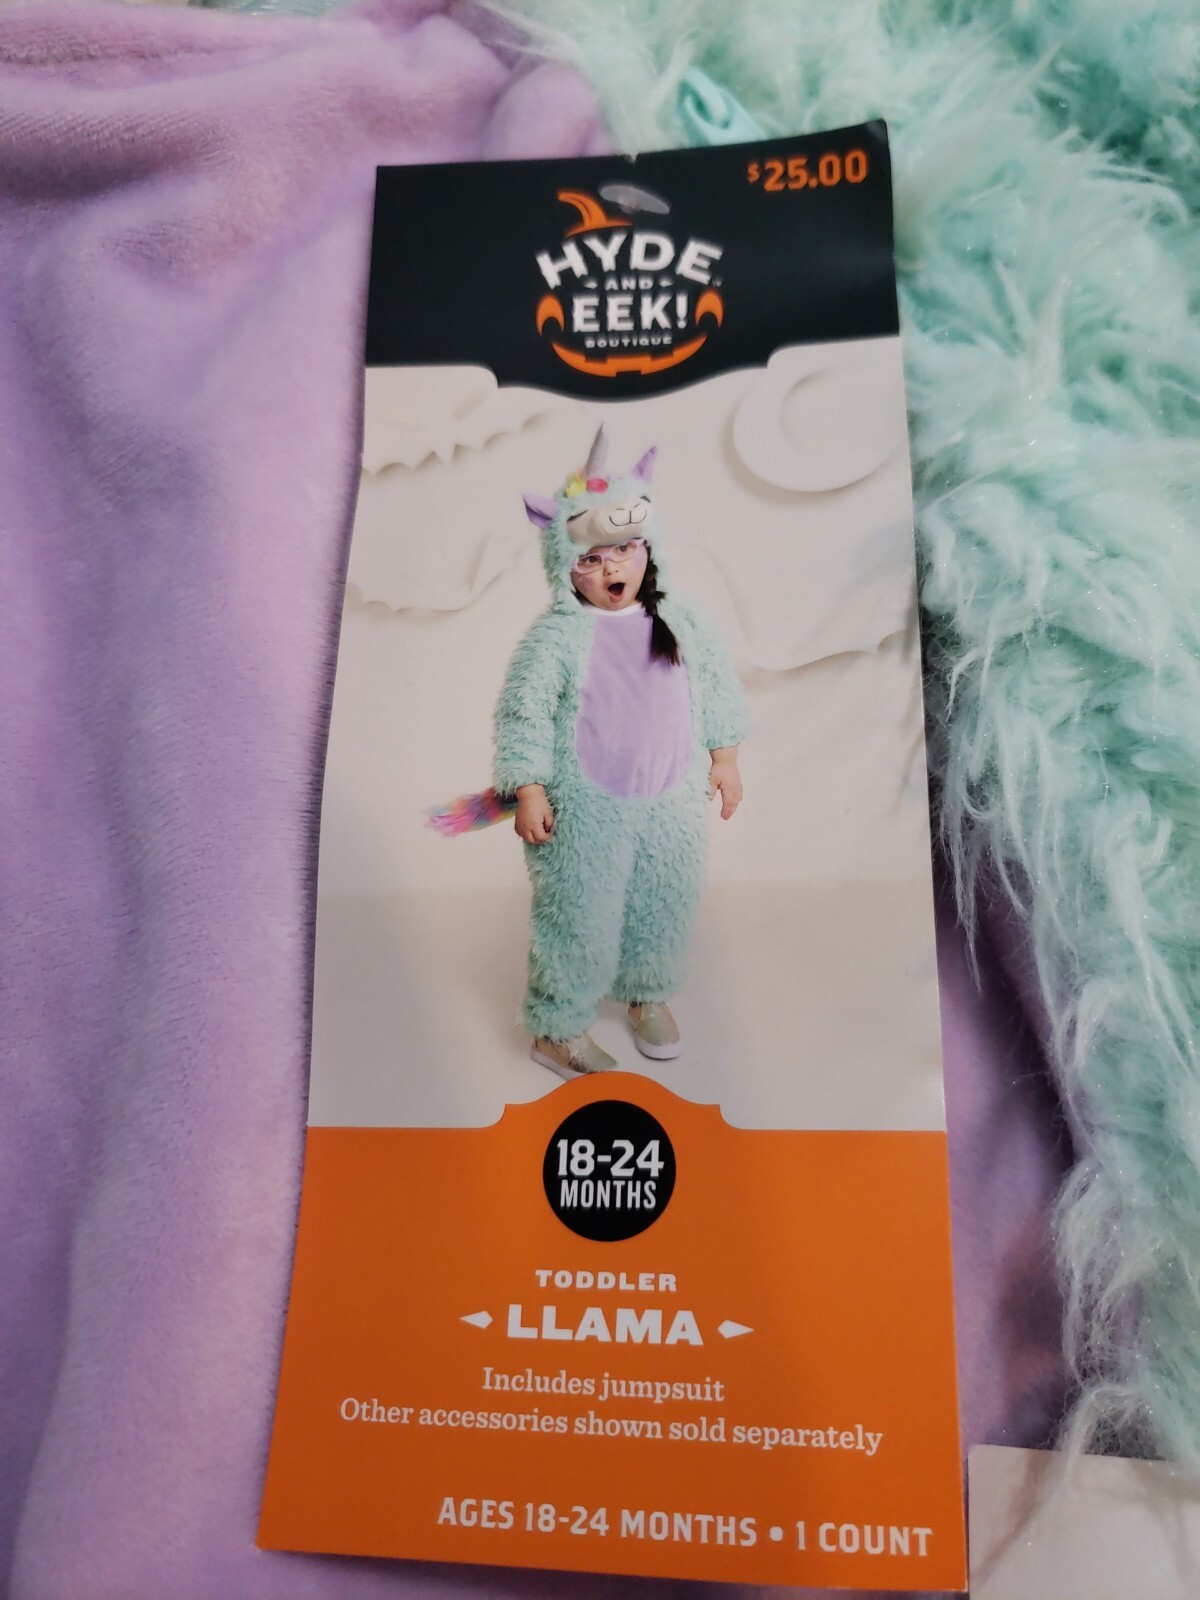 $25.00
HYDE
AND
EEK!
BOUTIQUE
18-24
MONTHS
TODDLER
LLAMA
Includes jumpsuit
Other accessories shown sold separately
AGES 18-24 MONTHS • 1 COUNT